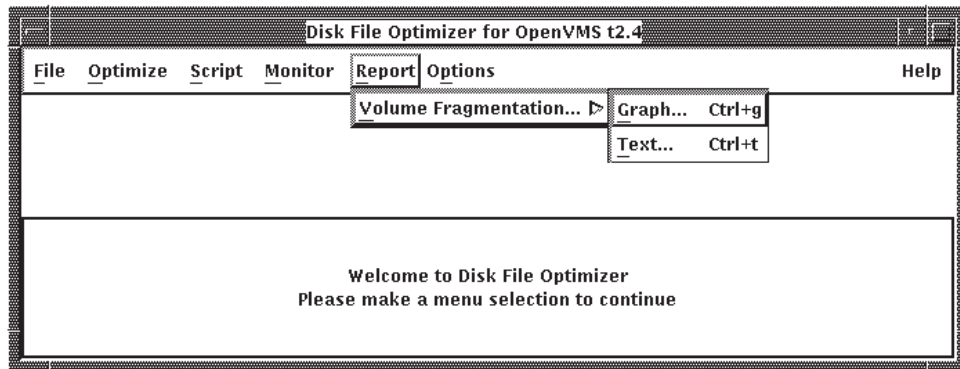 Disk File Optimizer for OpenVMS t2.4
File Optimize Script Monitor Report Options Help
Volume Fragmentation... Graph... Ctrl+g
Text... Ctrl+t
Welcome to Disk File Optimizer
Please make a menu selection to continue